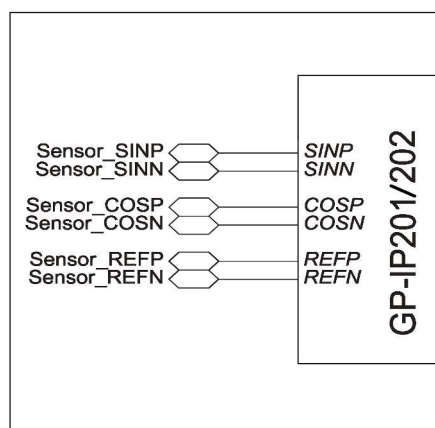 Sensor_SINP SINP
Sensor_SINN SINN
Sensor_COSP COSP
Sensor_COSN COSN
Sensor_REFP REFP
Sensor_REFN REFN
GP-IP201/202